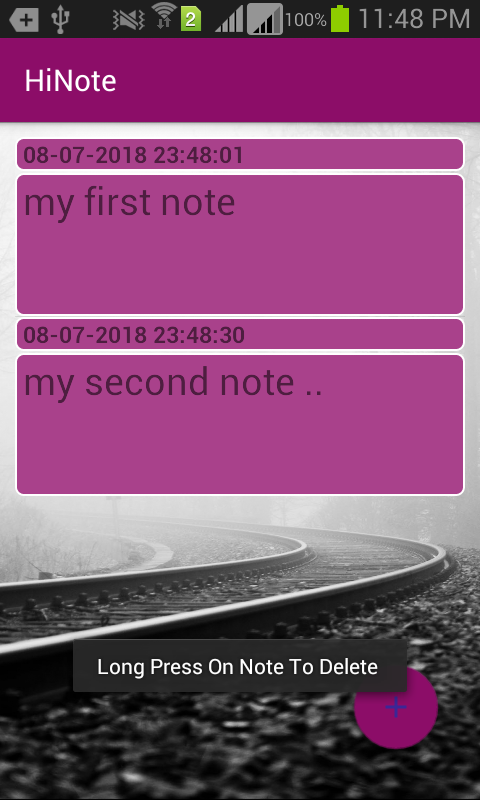 2 100% 11:48 PM
HiNote
08-07-2018 23:48:01
my first note
08-07-2018 23:48:30
my second note ..
Long Press On Note To Delete
+